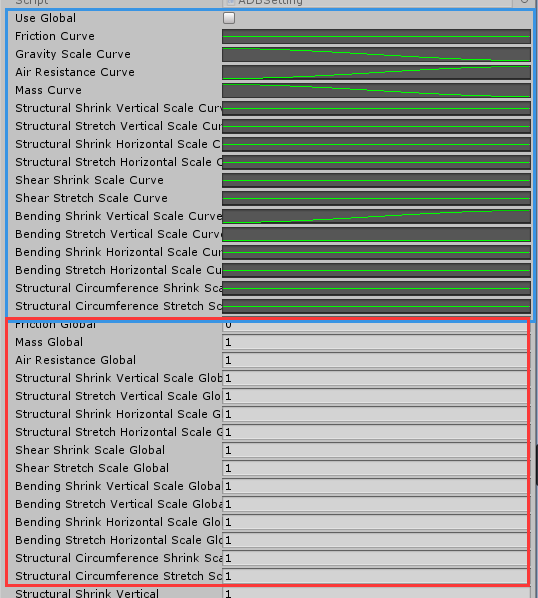 Script ADBSetting
Use Global
Friction Curve
Gravity Scale Curve
Air Resistance Curve
Mass Curve
Structural Shrink Vertical Scale Curv
Structural Stretch Vertical Scale Cur
Structural Shrink Horizontal Scale C
Structural Stretch Horizontal Scale C
Shear Shrink Scale Curve
Shear Stretch Scale Curve
Bending Shrink Vertical Scale Curve
Bending Stretch Vertical Scale Curve
Bending Shrink Horizontal Scale Cur
Bending Stretch Horizontal Scale Cu
Structural Circumference Shrink Sca
Structural Circumference Stretch Sc
Friction Global 0
Mass Global 1
Air Resistance Global 1
Structural Shrink Vertical Scale Glob 1
Structural Stretch Vertical Scale Glo 1
Structural Shrink Horizontal Scale G 1
Structural Stretch Horizontal Scale G 1
Shear Shrink Scale Global 1
Shear Stretch Scale Global 1
Bending Shrink Vertical Scale Globa 1
Bending Stretch Vertical Scale Globa 1
Bending Shrink Horizontal Scale Glo 1
Bending Stretch Horizontal Scale Glo 1
Structural Circumference Shrink Sca 1
Structural Circumference Stretch Sc 1
Structural Shrink Vertical 1